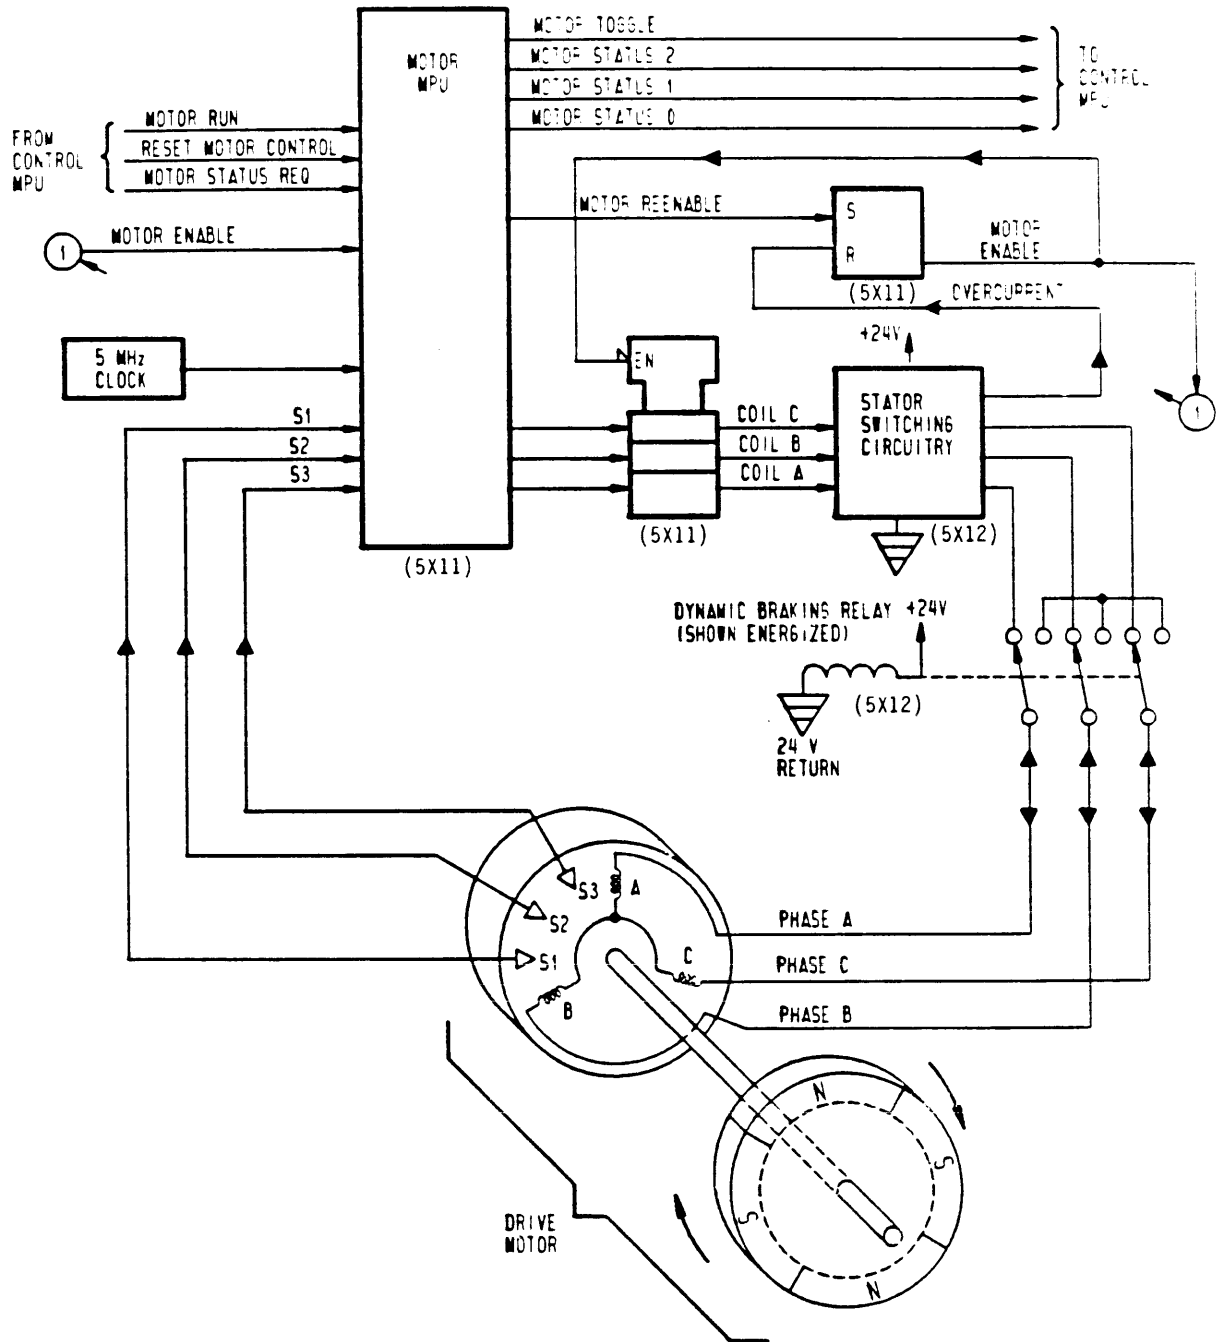 MOTOR TOGGLE
MOTOR STATUS 2
MOTOR STATUS 1
MOTOR STATUS 0
TO
CONTROL
MPU
MOTOR
MPU
FROM
CONTROL
MPU
MOTOR RUN
RESET MOTOR CONTROL
MOTOR STATUS REQ
MOTOR REENABLE
S
R
(5X11)
MOTOR
ENABLE
1
MOTOR ENABLE
OVERCURRENT
+24V
5 MHz
CLOCK
EN
1
S1
S2
S3
COIL C
COIL B
COIL A
STATOR
SWITCHING
CIRCUITRY
(5X11)
(5X11)
(5X12)
DYNAMIC BRAKING RELAY +24V
(SHOWN ENERGIZED)
(5X12)
24 V
RETURN
S3
A
S2
S1
C
B
PHASE A
PHASE C
PHASE B
N
S
S
N
DRIVE
MOTOR